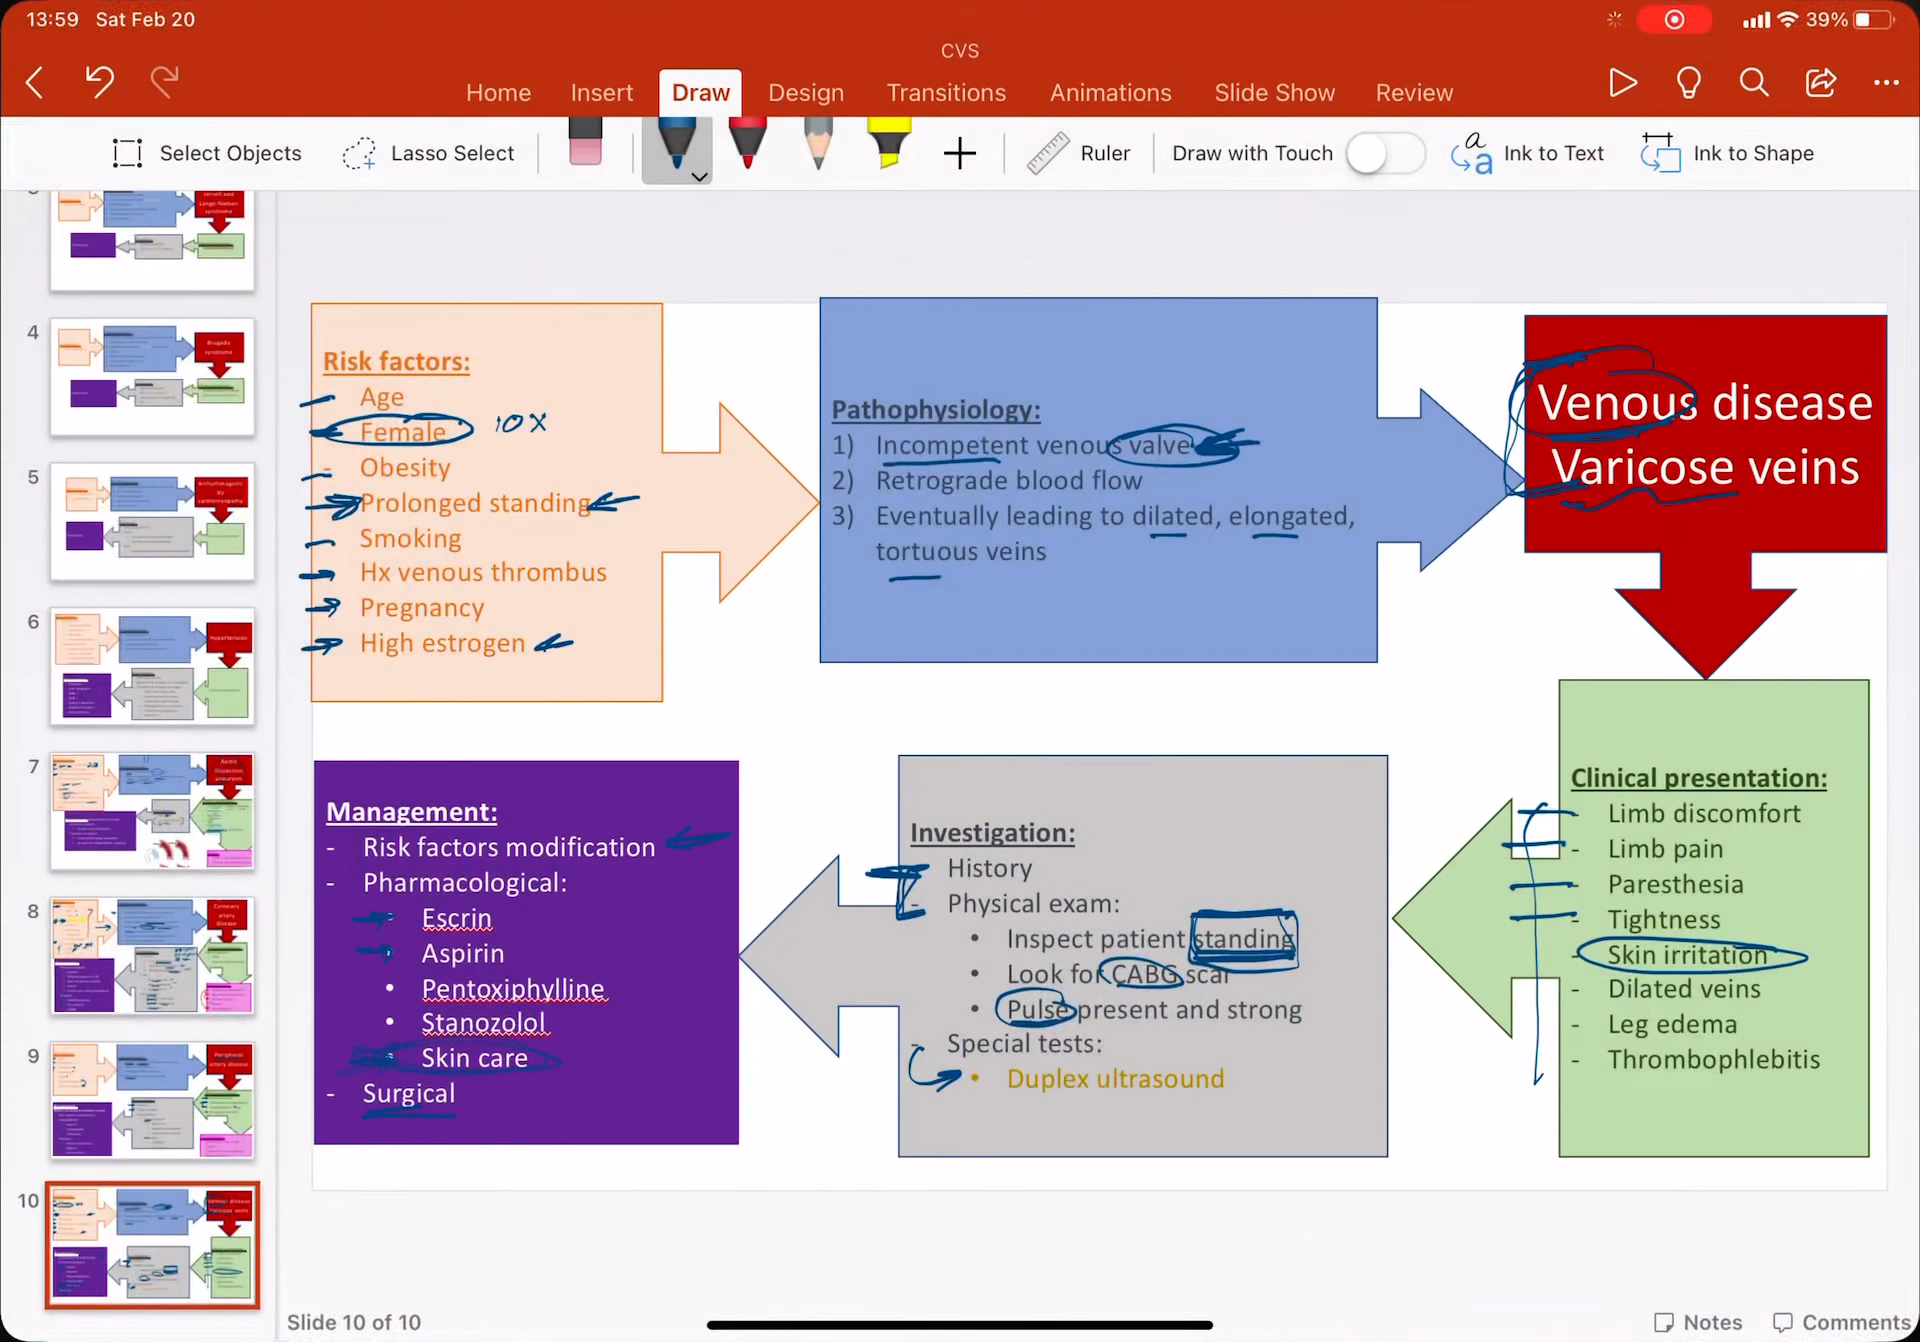 13:59 Sat Feb 20
39%
CVS
Home Insert Draw Design Transitions Animations Slide Show Review
Select Objects Lasso Select Ruler Draw with Touch Ink to Text Ink to Shape
4
5
6
7
8
9
10
Risk factors:
- Age
- Female 10X
- Obesity
- Prolonged standing
- Smoking
- Hx venous thrombus
- Pregnancy
- High estrogen
Pathophysiology:
1) Incompetent venous valve
2) Retrograde blood flow
3) Eventually leading to dilated, elongated,
tortuous veins
Venous disease
Varicose veins
Clinical presentation:
- Limb discomfort
- Limb pain
- Paresthesia
- Tightness
- Skin irritation
- Dilated veins
- Leg edema
- Thrombophlebitis
Investigation:
- History
- Physical exam:
• Inspect patient standing
• Look for CABG scar
• Pulse present and strong
- Special tests:
• Duplex ultrasound
Management:
- Risk factors modification
- Pharmacological:
• Escrin
• Aspirin
• Pentoxiphylline
• Stanozolol
• Skin care
- Surgical
Slide 10 of 10
Notes Comments